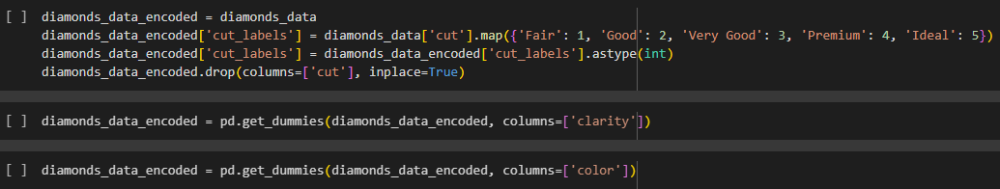 [ ] diamonds_data_encoded = diamonds_data
diamonds_data_encoded['cut_labels'] = diamonds_data['cut'].map({'Fair': 1, 'Good': 2, 'Very Good': 3, 'Premium': 4, 'Ideal': 5})
diamonds_data_encoded['cut_labels'] = diamonds_data_encoded['cut_labels'].astype(int)
diamonds_data_encoded.drop(columns=['cut'], inplace=True)
[ ] diamonds_data_encoded = pd.get_dummies(diamonds_data_encoded, columns=['clarity'])
[ ] diamonds_data_encoded = pd.get_dummies(diamonds_data_encoded, columns=['color'])